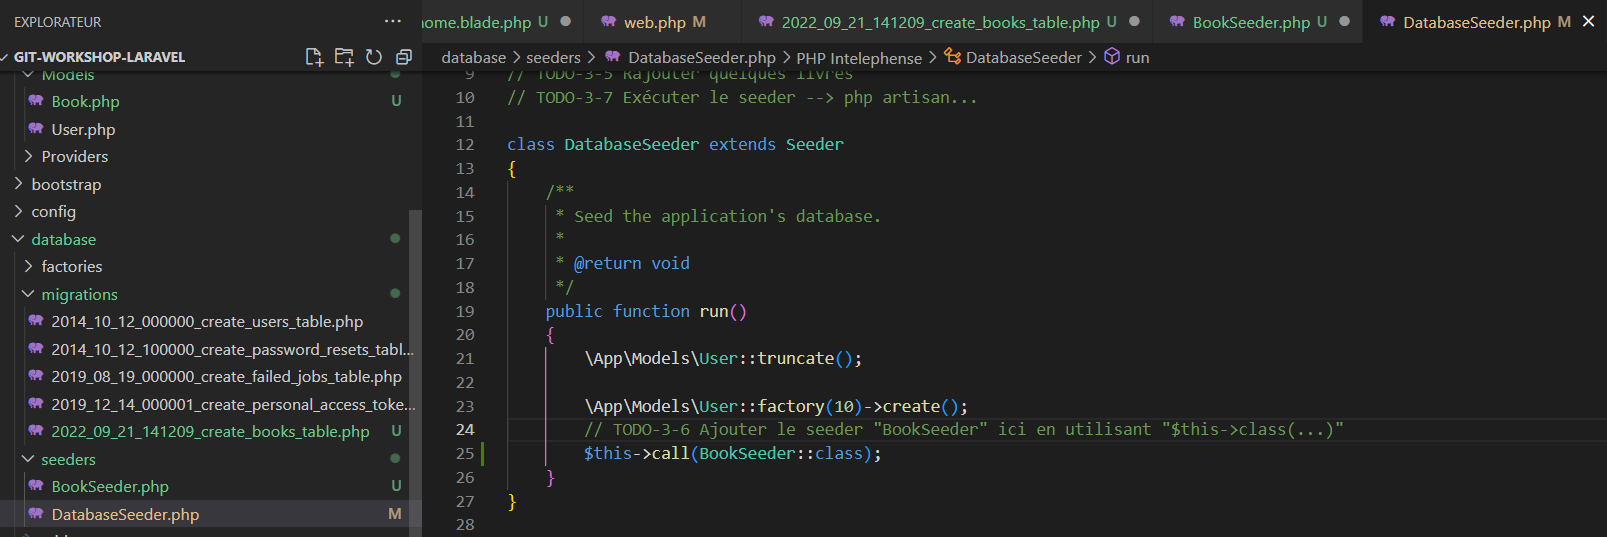 EXPLORATEUR ···
GIT-WORKSHOP-LARAVEL
Models
Book.php U
User.php
Providers
bootstrap
config
database
factories
migrations
2014_10_12_000000_create_users_table.php
2014_10_12_100000_create_password_resets_tabl...
2019_08_19_000000_create_failed_jobs_table.php
2019_12_14_000001_create_personal_access_toke...
2022_09_21_141209_create_books_table.php U
seeders
BookSeeder.php U
DatabaseSeeder.php M
home.blade.php U web.php M 2022_09_21_141209_create_books_table.php U BookSeeder.php U DatabaseSeeder.php M
database > seeders > DatabaseSeeder.php > PHP Intelephense > DatabaseSeeder > run
9 // TODO-3-5 Rajouter quelques livres
10 // TODO-3-7 Exécuter le seeder --> php artisan...
11
12 class DatabaseSeeder extends Seeder
13 {
14 /**
15 * Seed the application's database.
16 *
17 * @return void
18 */
19 public function run()
20 {
21 \App\Models\User::truncate();
22
23 \App\Models\User::factory(10)->create();
24 // TODO-3-6 Ajouter le seeder "BookSeeder" ici en utilisant "$this->class(...)"
25 $this->call(BookSeeder::class);
26 }
27 }
28